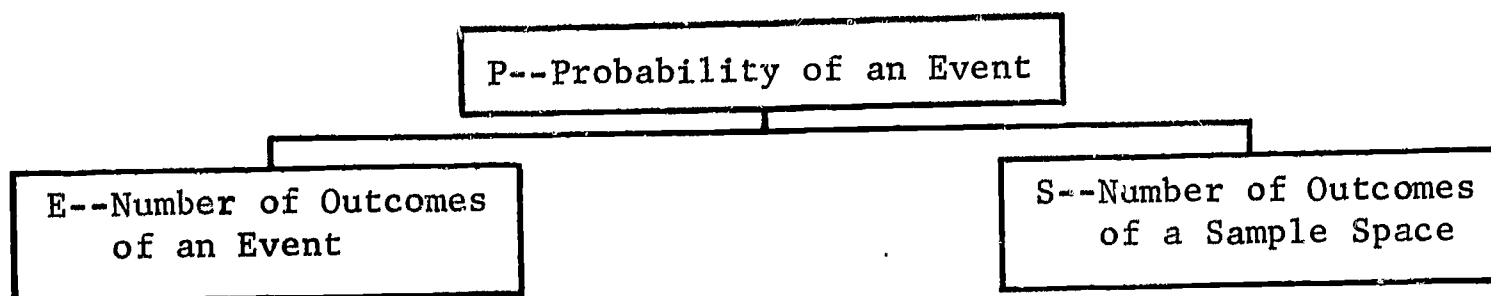 P--Probability of an Event
E--Number of Outcomes
of an Event
S--Number of Outcomes
of a Sample Space